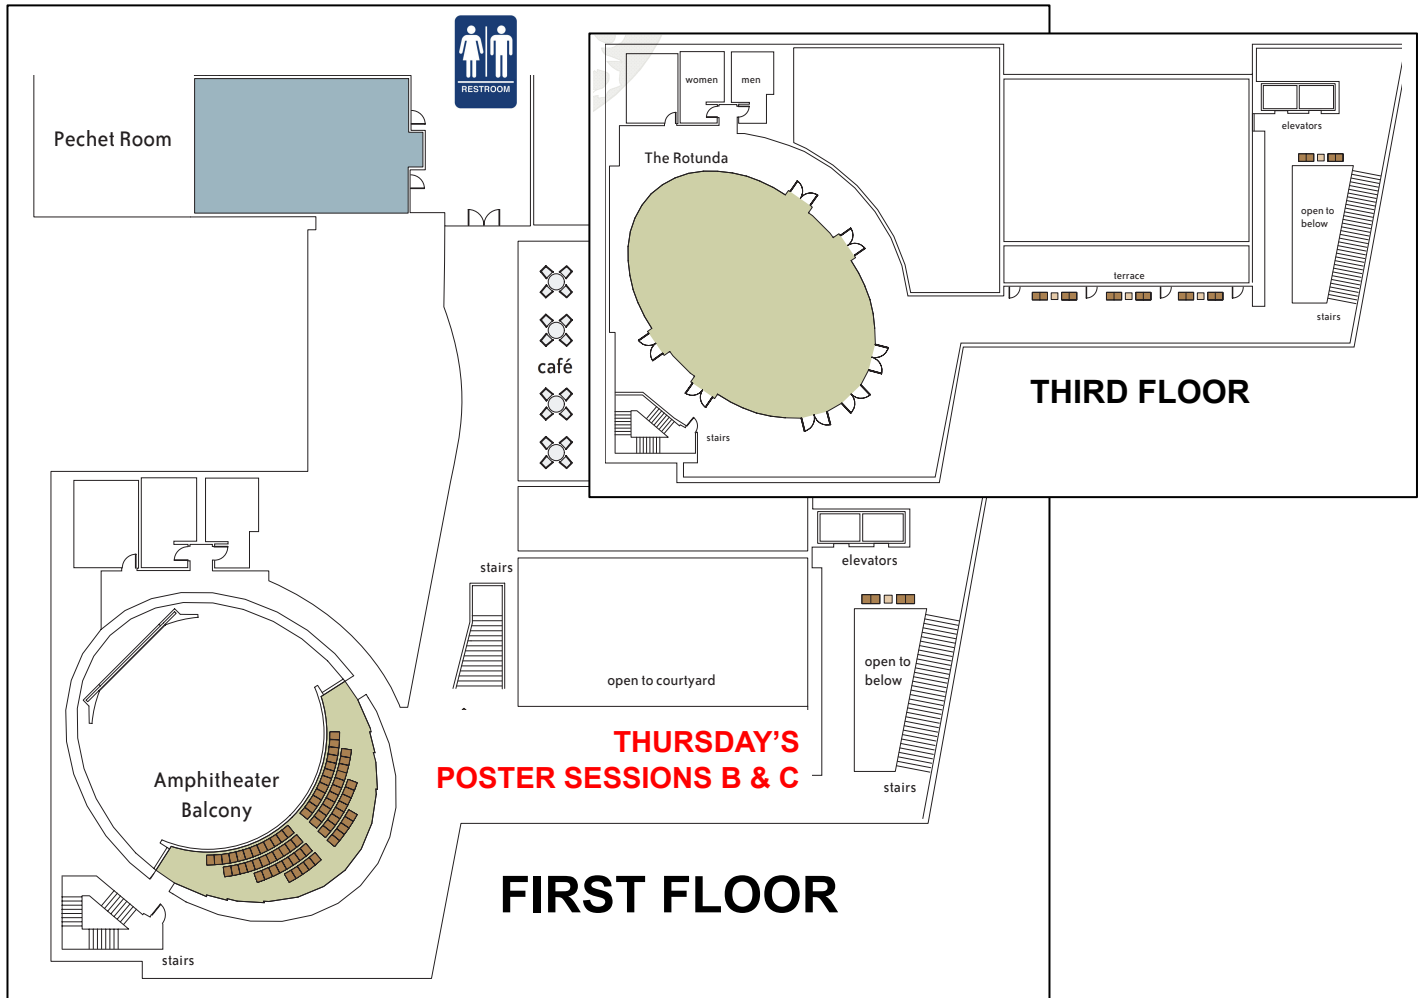 RESTROOM
Pechet Room
café
stairs
elevators
open to
below
open to courtyard
THURSDAY'S
POSTER SESSIONS B & C
stairs
Amphitheater
Balcony
FIRST FLOOR
stairs
women
men
elevators
The Rotunda
open to
below
terrace
stairs
THIRD FLOOR
stairs